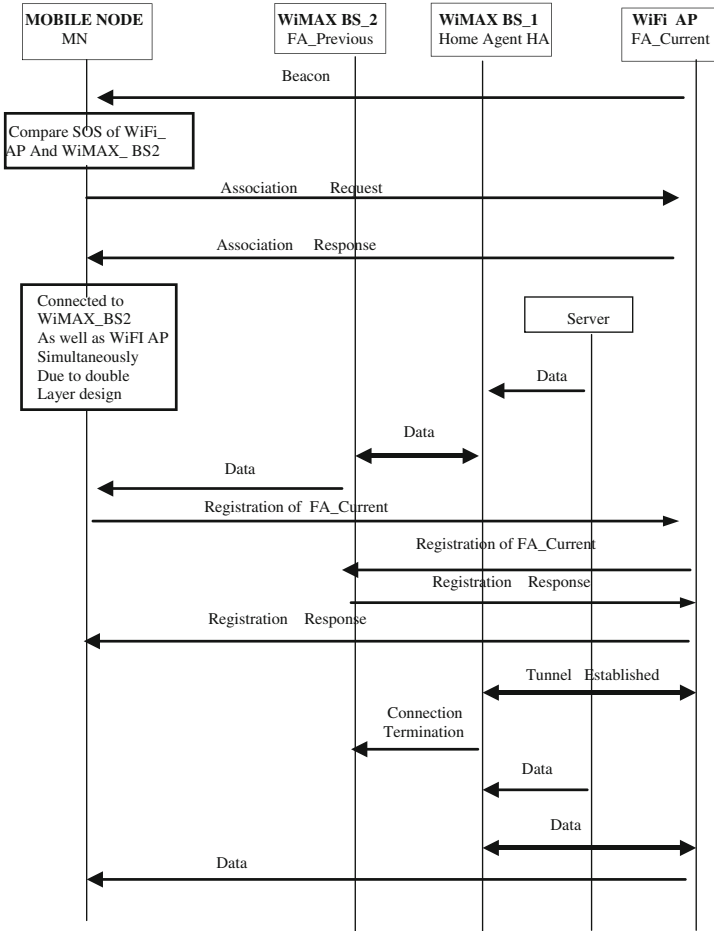 MOBILE NODE
MN
WiMAX BS_2
FA_Previous
WiMAX BS_1
Home Agent HA
WiFi AP
FA_Current
Beacon
Compare SOS of WiFi_
AP And WiMAX_ BS2
Association Request
Association Response
Connected to
WiMAX_BS2
As well as WiFI AP
Simultaneously
Due to double
Layer design
Server
Data
Data
Data
Registration of FA_Current
Registration of FA_Current
Registration Response
Registration Response
Tunnel Established
Connection
Termination
Data
Data
Data